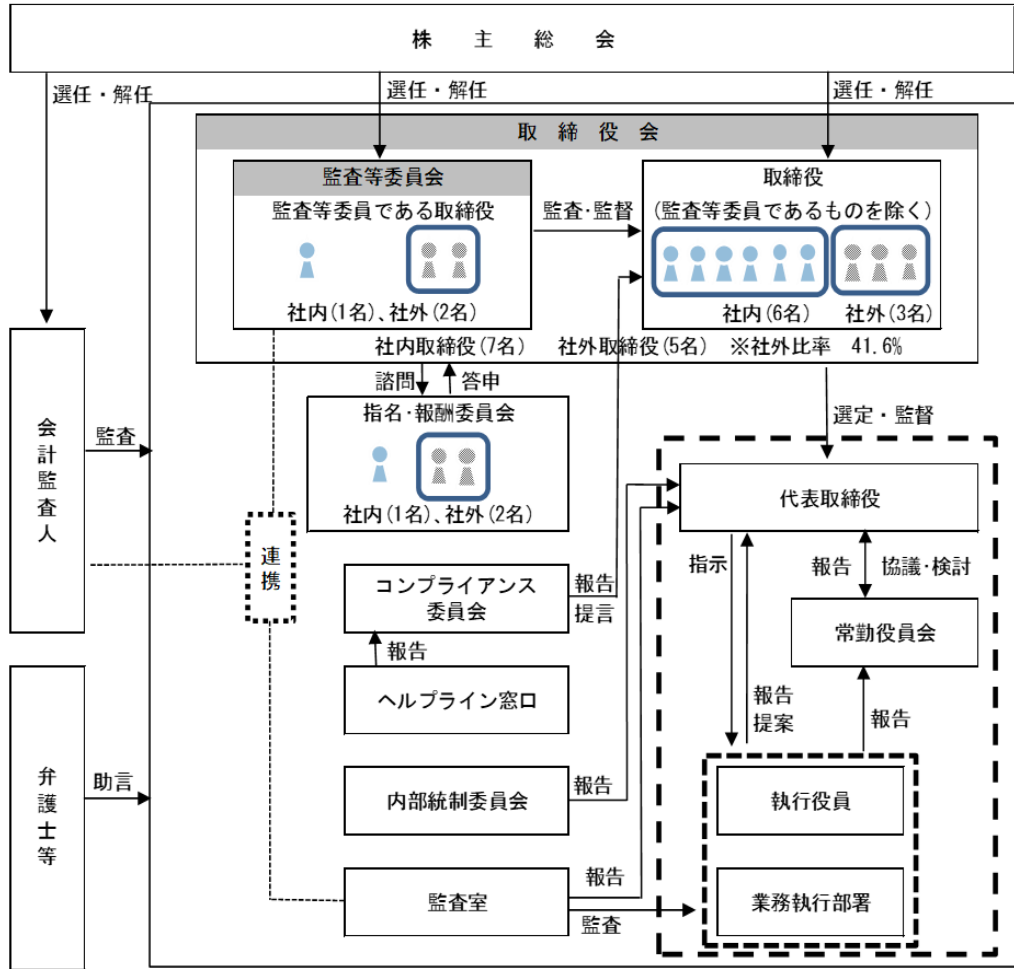 株主総会
選任・解任
選任・解任
選任・解任
取締役会
監査等委員会
監査等委員である取締役
社内(1名)、社外(2名)
監査・監督
取締役
(監査等委員であるものを除く)
社内(6名)
社外(3名)
社内取締役(7名)
社外取締役(5名)
※社外比率
41.6%
諮問
答申
指名・報酬委員会
社内(1名)、社外(2名)
選定・監督
会計監査人
監査
連携
代表取締役
指示
報告
協議・検討
コンプライアンス
委員会
報告
提言
常勤役員会
報告
ヘルプライン窓口
報告
提案
報告
弁護士等
助言
内部統制委員会
報告
執行役員
監査室
報告
監査
業務執行部署